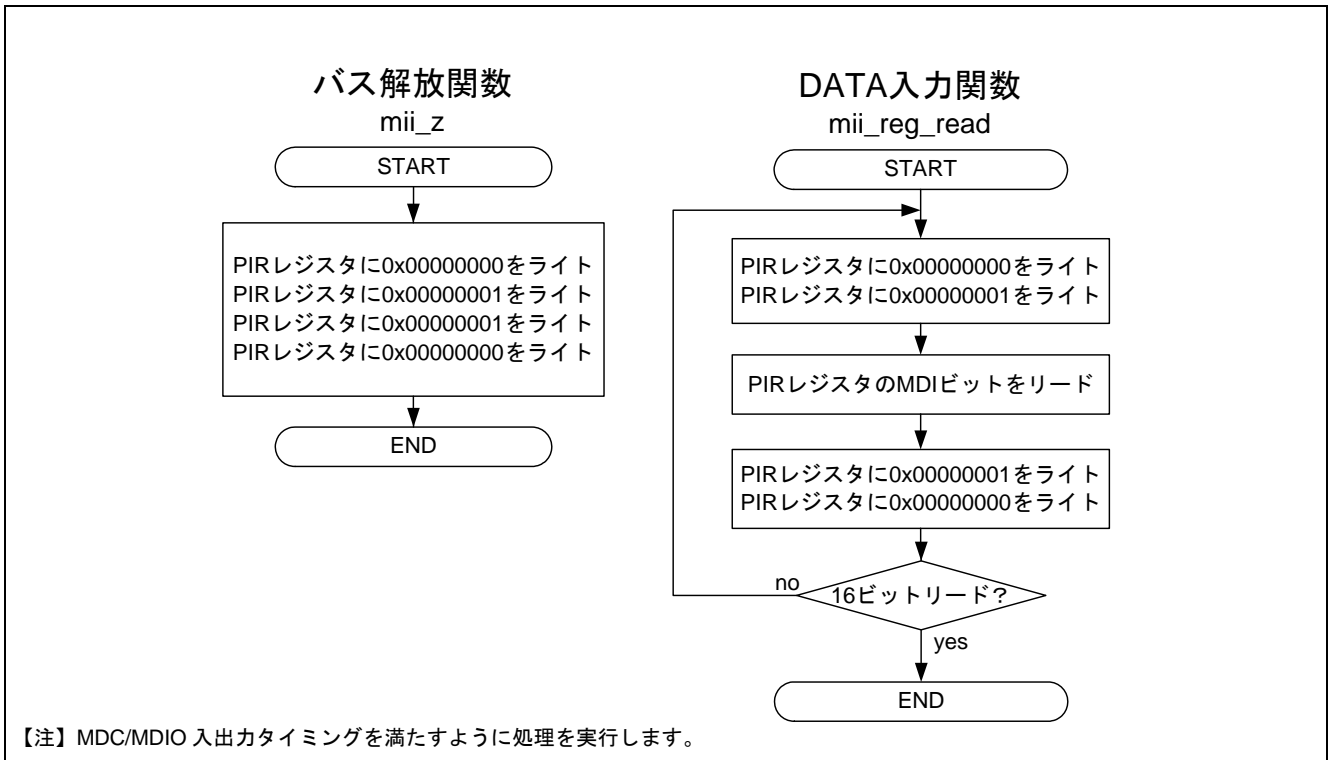 バス解放関数
mii_z
START
PIRレジスタに0x00000000をライト
PIRレジスタに0x00000001をライト
PIRレジスタに0x00000001をライト
PIRレジスタに0x00000000をライト
END
DATA入力関数
mii_reg_read
START
PIRレジスタに0x00000000をライト
PIRレジスタに0x00000001をライト
PIRレジスタのMDIビットをリード
PIRレジスタに0x00000001をライト
PIRレジスタに0x00000000をライト
no
16ビットリード？
yes
END
【注】MDC/MDIO 入出力タイミングを満たすように処理を実行します。